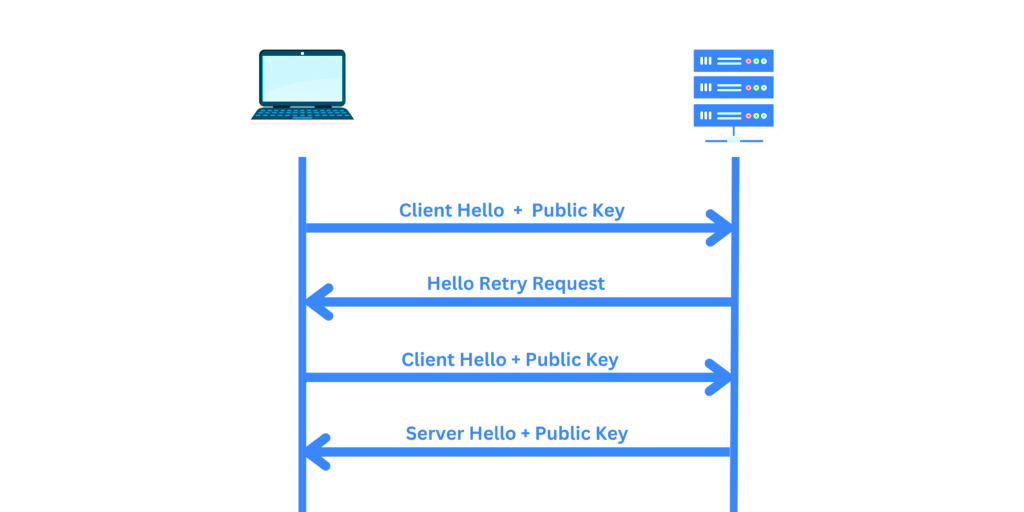 Client Hello + Public Key
Hello Retry Request
Client Hello + Public Key
Server Hello + Public Key